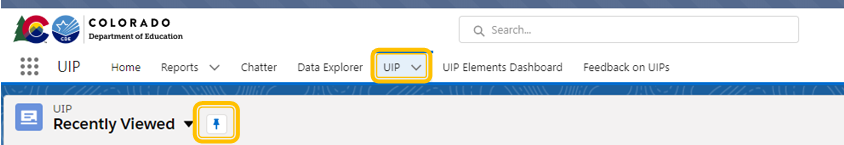 COLORADO
Department of Education
CDE
Search...
UIP Home Reports Chatter Data Explorer UIP UIP Elements Dashboard Feedback on UIPs
UIP
Recently Viewed